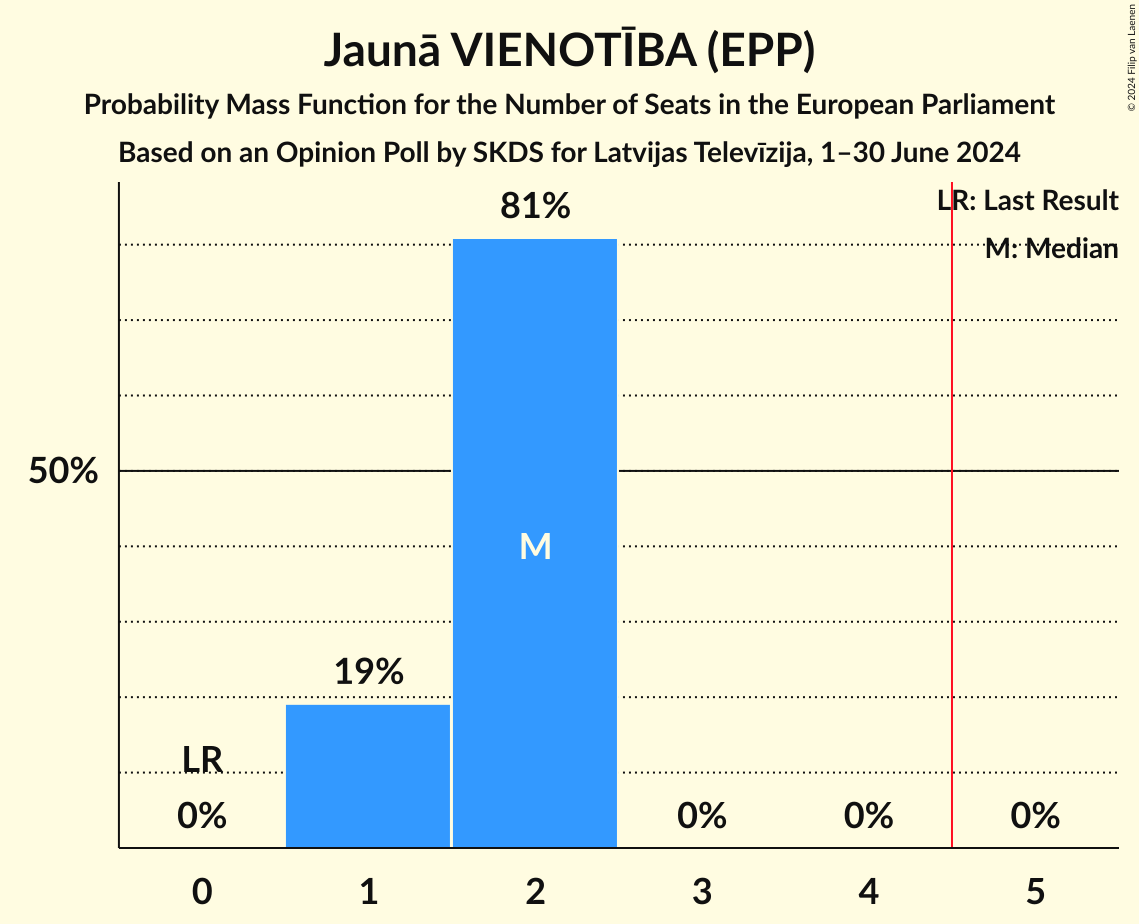 Jaunā VIENOTĪBA (EPP)
Probability Mass Function for the Number of Seats in the European Parliament
Based on an Opinion Poll by SKDS for Latvijas Televīzija, 1–30 June 2024
© 2024 Filip van Laenen
LR: Last Result
M: Median
81%
50%
M
19%
LR
0%
0%
0%
0%
0
1
2
3
4
5